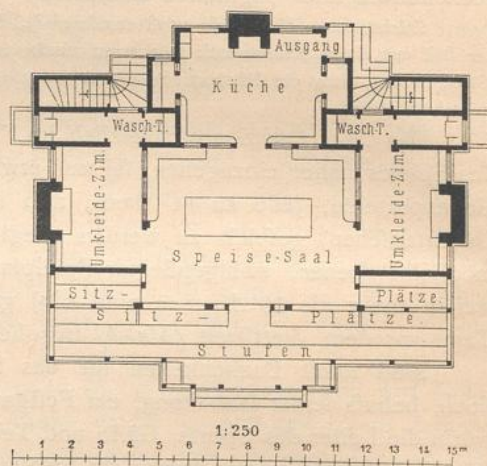 Ausgang
Küche
Wasch-T.
Wasch-T.
Umkleide-Zim.
Umkleide-Zim.
Speise-Saal
Sitz-
Plätze.
Sitz-
Plätze.
Stufen
1:250
1 2 3 4 5 6 7 8 9 10 11 12 13 14 15 m